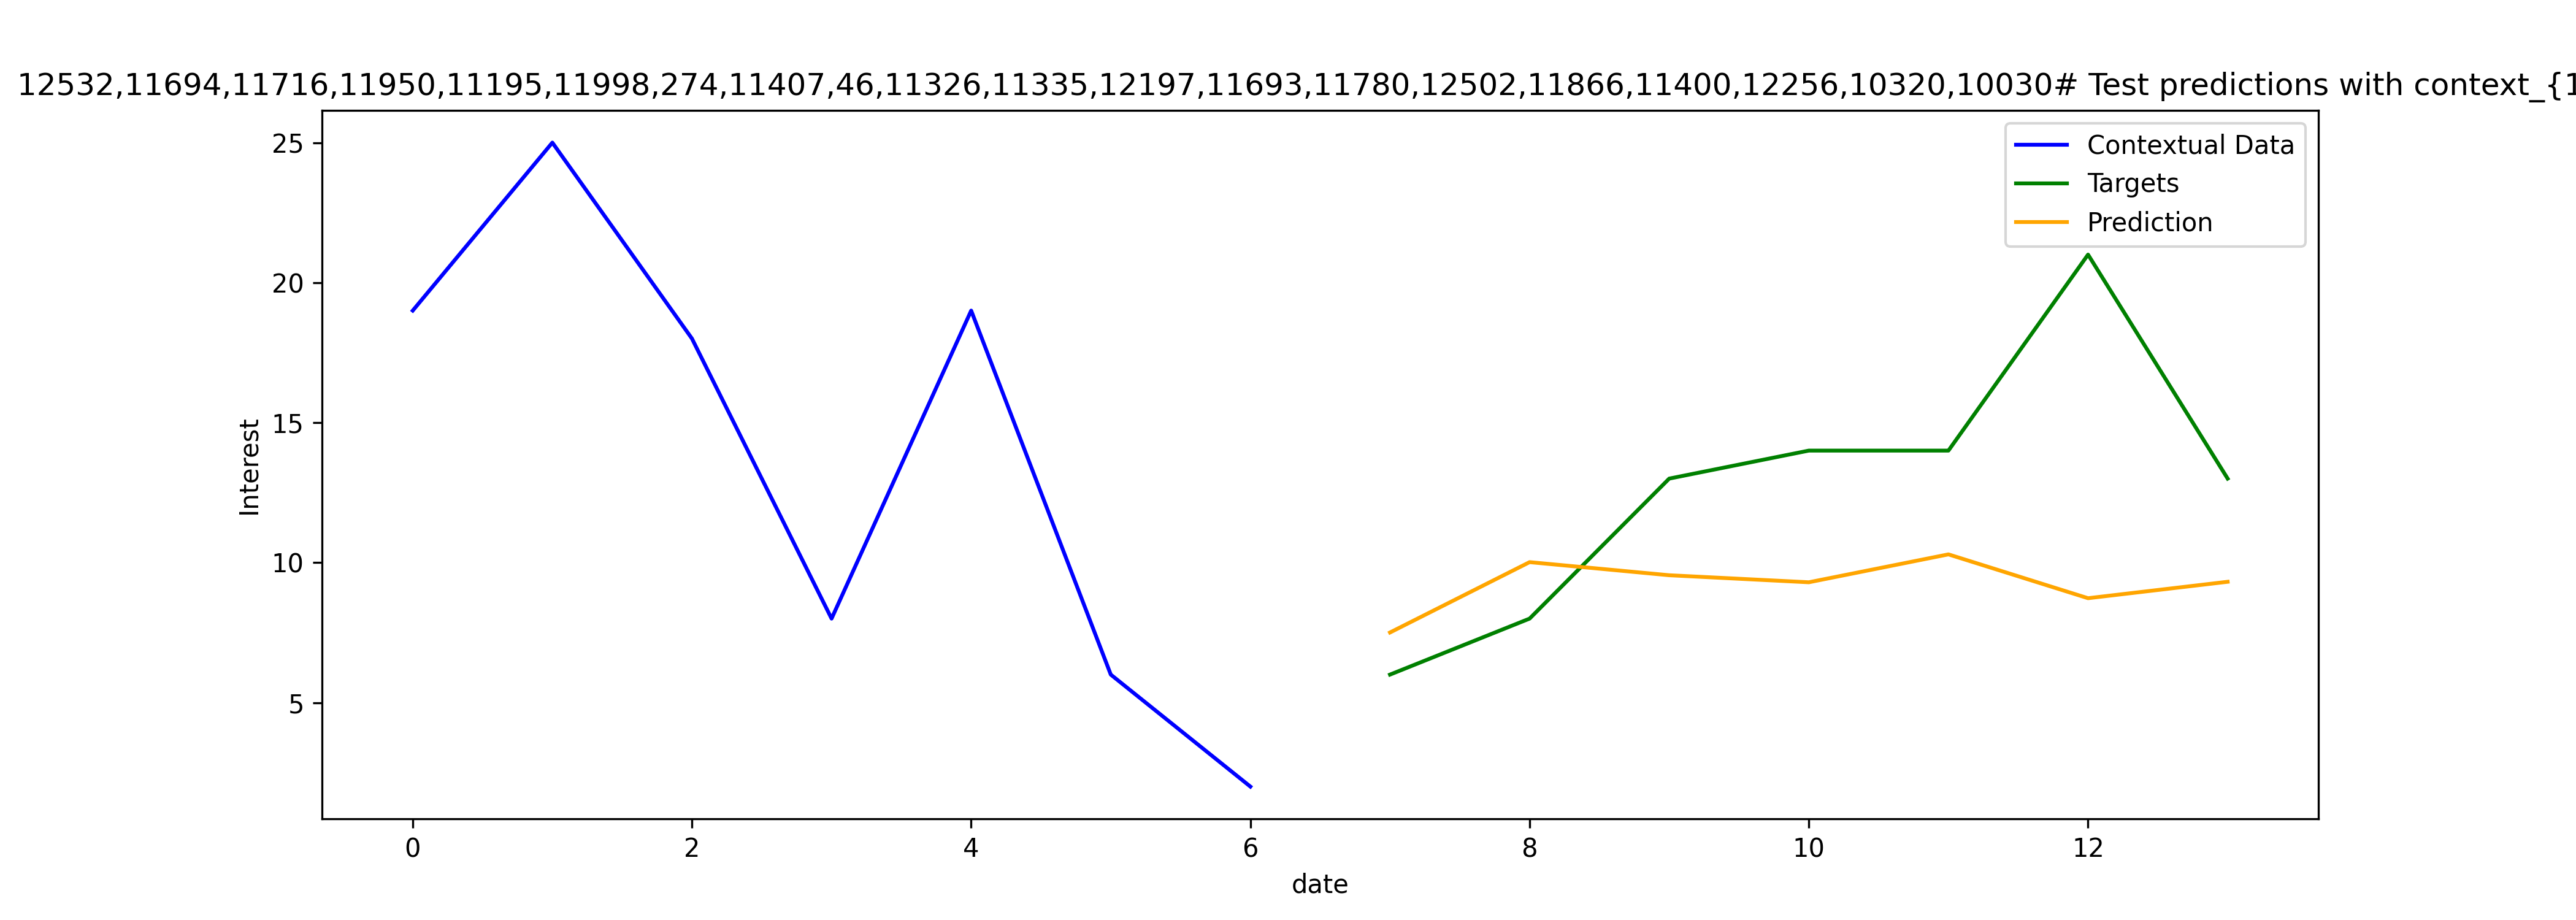 12532,11694,11716,11950,11195,11998,274,11407,46,11326,11335,12197,11693,11780,12502,11866,11400,12256,10320,10030# Test predictions with context_{1
25
20
15
10
5
Interest
Contextual Data
Targets
Prediction
0 2 4 6 8 10 12
date